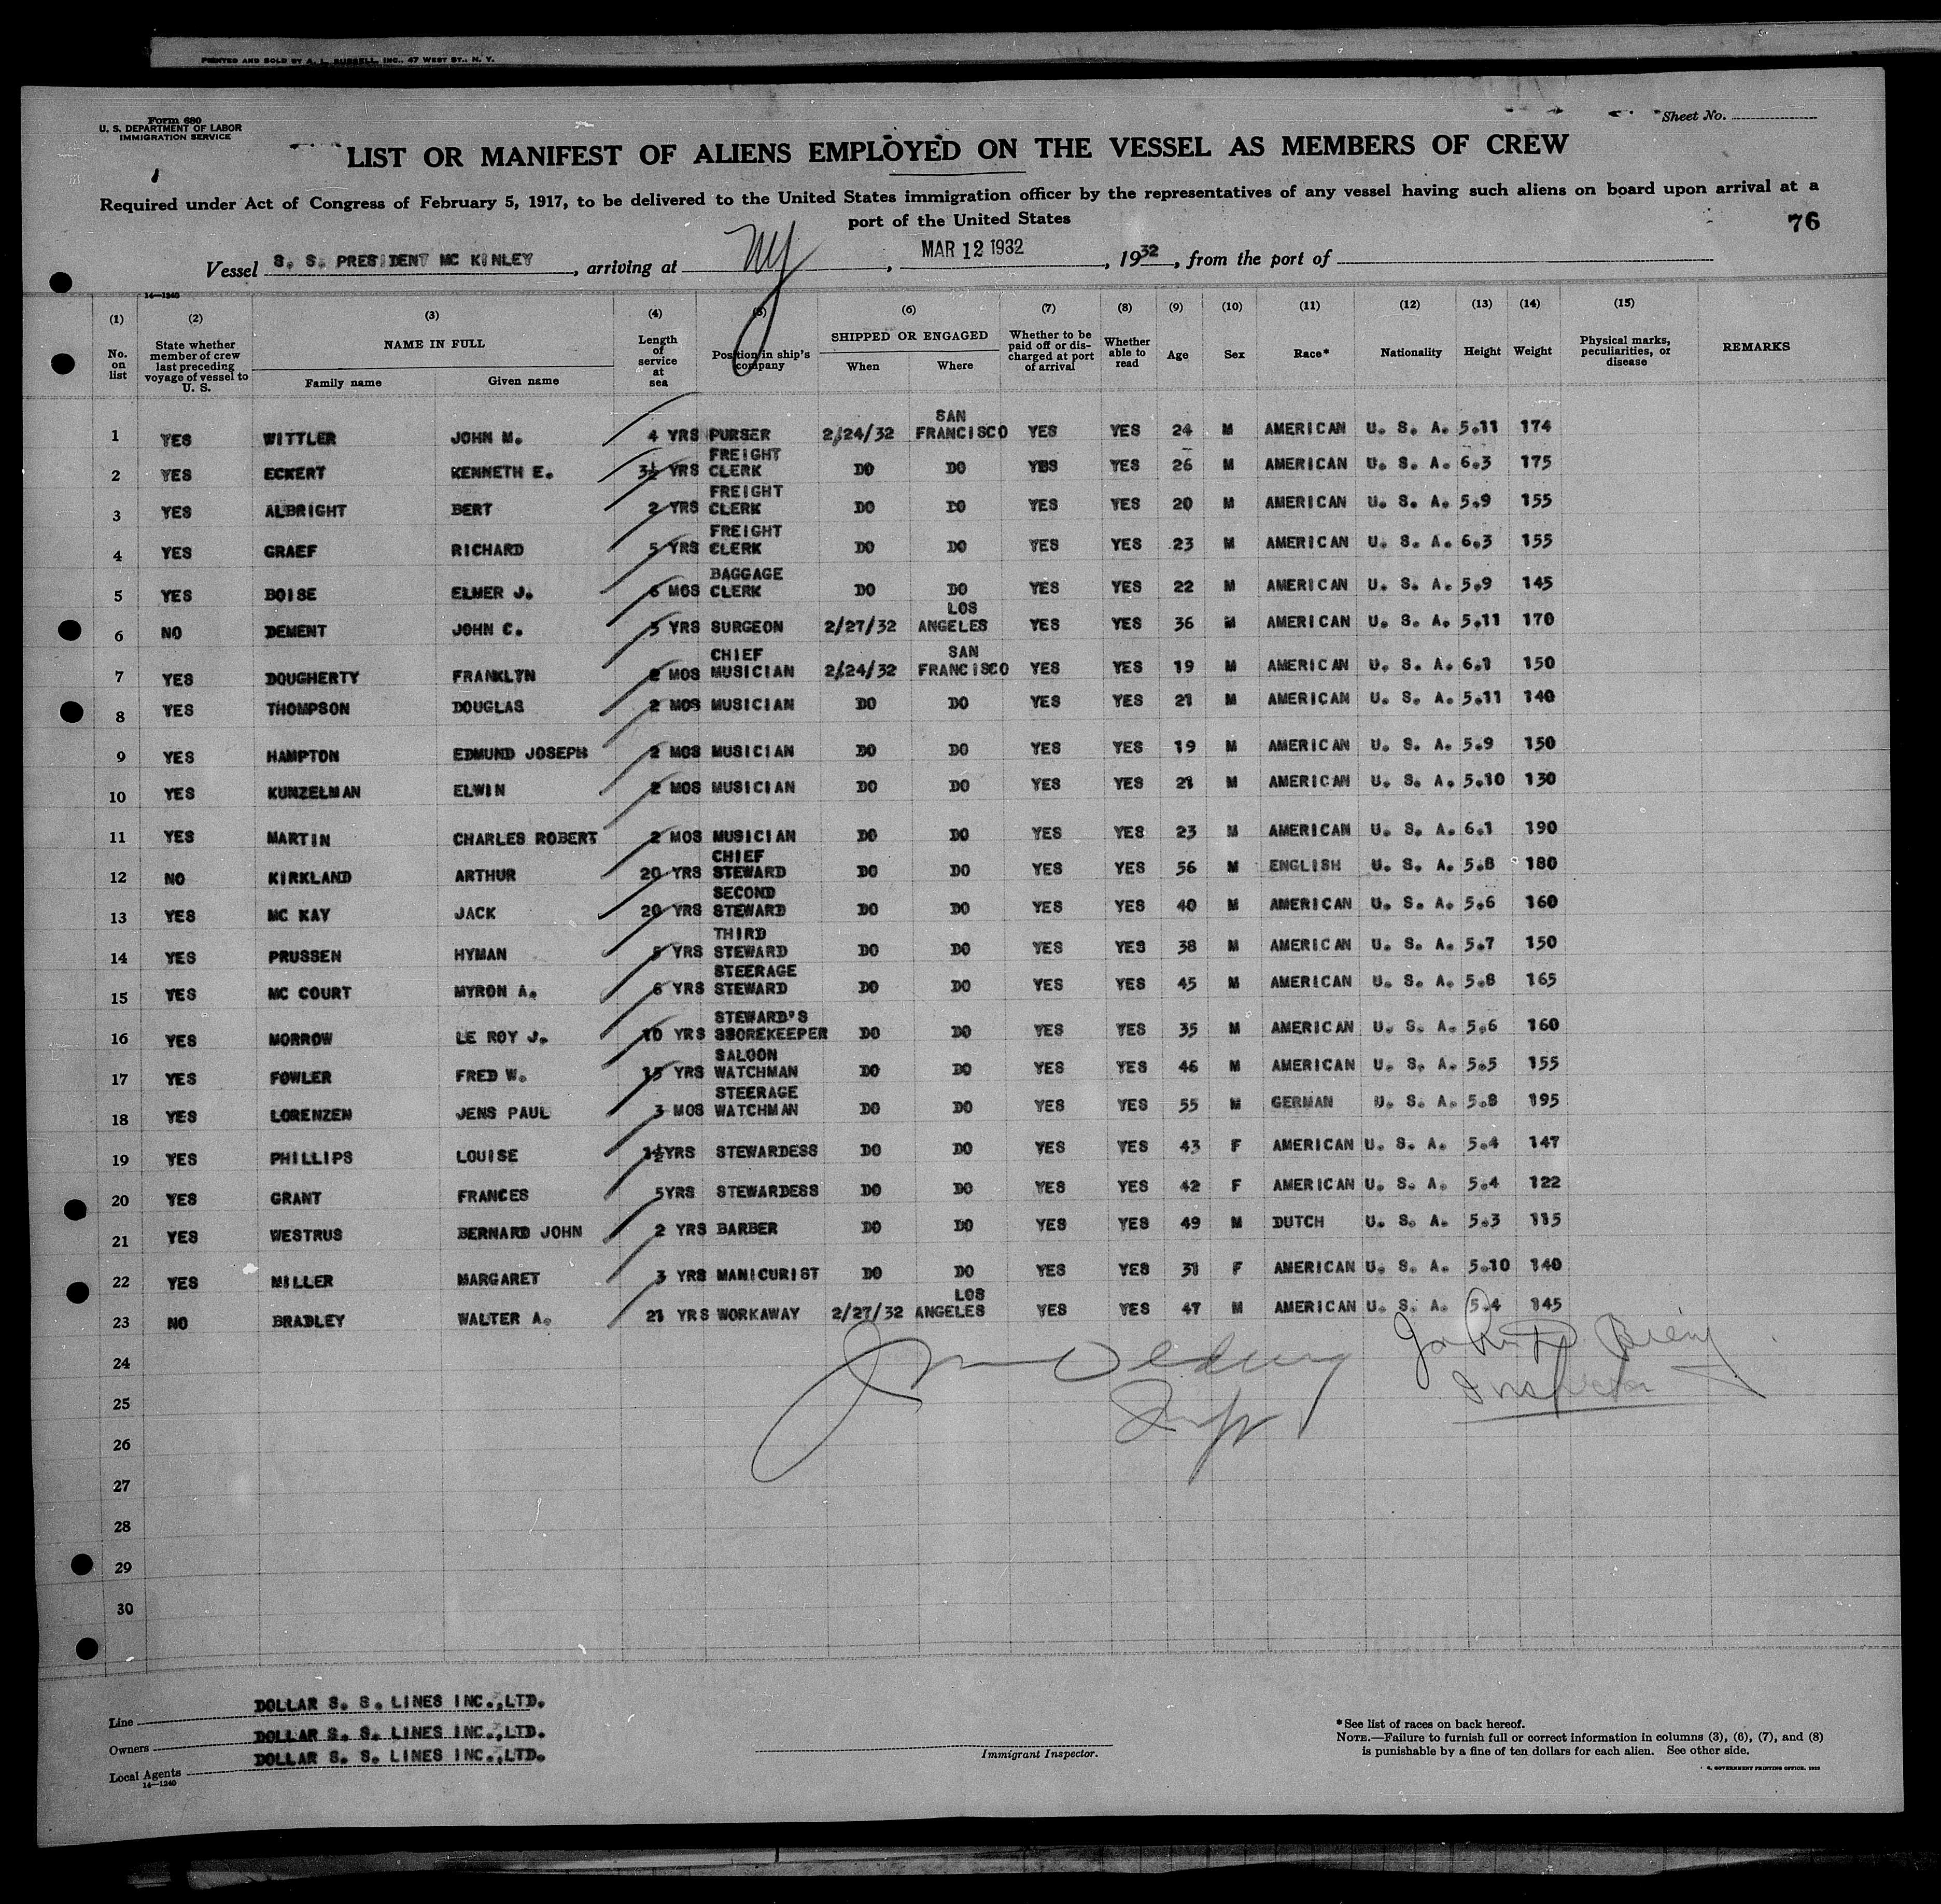 PRINTED AND SOLD BY A. L. RUSSELL, INC., 47 WEST ST., N. Y.
Form 680
U. S. DEPARTMENT OF LABOR
IMMIGRATION SERVICE
Sheet No.
LIST OR MANIFEST OF ALIENS EMPLOYED ON THE VESSEL AS MEMBERS OF CREW
Required under Act of Congress of February 5, 1917, to be delivered to the United States immigration officer by the representatives of any vessel having such aliens on board upon arrival at a
port of the United States
76
Vessel S. S. PRESIDENT MC KINLEY, arriving at NY, MAR 12 1932, 1932, from the port of
14—1240
(1) (2) (3) (4) (5) (6) (7) (8) (9) (10) (11) (12) (13) (14) (15)
No. on list State whether member of crew last preceding voyage of vessel to U. S. NAME IN FULL Family name Given name Length of service at sea Position in ship's company SHIPPED OR ENGAGED When Where Whether to be paid off or discharged at port of arrival Whether able to read Age Sex Race* Nationality Height Weight Physical marks, peculiarities, or disease REMARKS
1 YES WITTLER JOHN M. 4 YRS PURSER 2/24/32 SAN FRANCISCO YES YES 24 M AMERICAN U. S. A. 5.11 174
2 YES ECKERT KENNETH E. 3½ YRS FREIGHT CLERK DO DO YES YES 26 M AMERICAN U. S. A. 6.3 175
3 YES ALBRIGHT BERT 2 YRS FREIGHT CLERK DO DO YES YES 20 M AMERICAN U. S. A. 5.9 155
4 YES GRAEF RICHARD 5 YRS FREIGHT CLERK DO DO YES YES 23 M AMERICAN U. S. A. 6.3 155
5 YES BOISE ELMER J. 6 MOS BAGGAGE CLERK DO DO YES YES 22 M AMERICAN U. S. A. 5.9 145
6 NO DEMENT JOHN C. 5 YRS SURGEON 2/27/32 LOS ANGELES YES YES 36 M AMERICAN U. S. A. 5.11 170
7 YES DOUGHERTY FRANKLYN 2 MOS CHIEF MUSICIAN 2/24/32 SAN FRANCISCO YES YES 19 M AMERICAN U. S. A. 6.1 150
8 YES THOMPSON DOUGLAS 2 MOS MUSICIAN DO DO YES YES 21 M AMERICAN U. S. A. 5.11 140
9 YES HAMPTON EDMUND JOSEPH 2 MOS MUSICIAN DO DO YES YES 19 M AMERICAN U. S. A. 5.9 150
10 YES KUNZELMAN ELWIN 2 MOS MUSICIAN DO DO YES YES 21 M AMERICAN U. S. A. 5.10 130
11 YES MARTIN CHARLES ROBERT 2 MOS MUSICIAN DO DO YES YES 23 M AMERICAN U. S. A. 6.1 190
12 NO KIRKLAND ARTHUR 20 YRS CHIEF STEWARD DO DO YES YES 56 M ENGLISH U. S. A. 5.8 180
13 YES MC KAY JACK 20 YRS SECOND STEWARD DO DO YES YES 40 M AMERICAN U. S. A. 5.6 160
14 YES PRUSSEN HYMAN YRS THIRD STEWARD DO DO YES YES 38 M AMERICAN U. S. A. 5.7 150
15 YES MC COURT MYRON A. 6 YRS STEERAGE STEWARD DO DO YES YES 45 M AMERICAN U. S. A. 5.8 165
16 YES MORROW LE ROY J. 10 YRS STEWARD'S SSOREKEEPER DO DO YES YES 35 M AMERICAN U. S. A. 5.6 160
17 YES FOWLER FRED W. 15 YRS SALOON WATCHMAN DO DO YES YES 46 M AMERICAN U. S. A. 5.5 155
18 YES LORENZEN JENS PAUL 3 MOS STEERAGE WATCHMAN DO DO YES YES 55 M GERMAN U. S. A. 5.8 195
19 YES PHILLIPS LOUISE 1½YRS STEWARDESS DO DO YES YES 43 F AMERICAN U. S. A. 5.4 147
20 YES GRANT FRANCES 5YRS STEWARDESS DO DO YES YES 42 F AMERICAN U. S. A. 5.4 122
21 YES WESTRUS BERNARD JOHN 2 YRS BARBER DO DO YES YES 49 M DUTCH U. S. A. 5.3 115
22 YES MILLER MARGARET 3 YRS MANICURIST DO DO YES YES 31 F AMERICAN U. S. A. 5.10 140
23 NO BRADLEY WALTER A. 21 YRS WORKAWAY 2/27/32 LOS ANGELES YES YES 47 M AMERICAN U. S. A. 5.4 145
24
25 Inspector
26
27
28
29
30
Line DOLLAR S. S. LINES INC.,LTD.
Owners DOLLAR S. S. LINES INC.,LTD.
Local Agents DOLLAR S. S. LINES INC.,LTD.
14—1240
Immigrant Inspector.
*See list of races on back hereof.
NOTE.—Failure to furnish full or correct information in columns (3), (6), (7), and (8)
is punishable by a fine of ten dollars for each alien. See other side.
GOVERNMENT PRINTING OFFICE